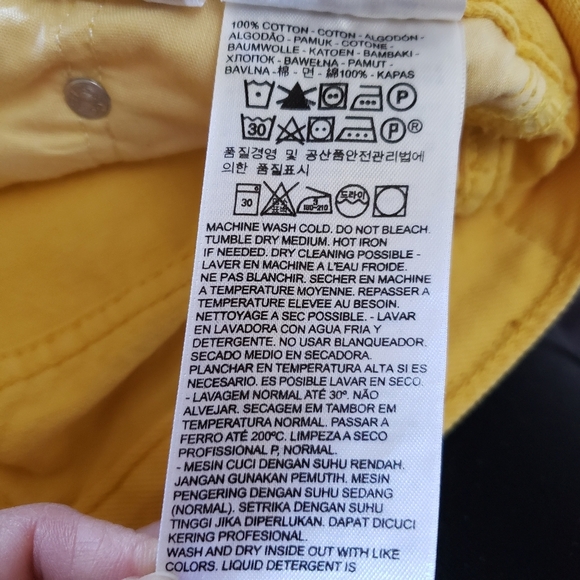 100% COTTON - COTON - ALGODÓN -
ALGODÃO - PAMUK - COTONE -
BAUMWOLLE - KATOEN - BAMBAKI -
ХЛОПОК - BAWEŁNA - PAMUT -
BAVLNA - 棉 - 면 - 綿100% - KAPAS
P
30 P®
품질경영 및 공산품안전관리법에
의한 품질표시
30 180-210 드라이
MACHINE WASH COLD. DO NOT BLEACH.
TUMBLE DRY MEDIUM. HOT IRON
IF NEEDED. DRY CLEANING POSSIBLE -
LAVER EN MACHINE A L'EAU FROIDE.
NE PAS BLANCHIR. SECHER EN MACHINE
A TEMPERATURE MOYENNE. REPASSER A
TEMPERATURE ELEVEE AU BESOIN.
NETTOYAGE A SEC POSSIBLE. - LAVAR
EN LAVADORA CON AGUA FRIA Y
DETERGENTE. NO USAR BLANQUEADOR.
SECADO MEDIO EN SECADORA.
PLANCHAR EN TEMPERATURA ALTA SI ES
NECESARIO. ES POSIBLE LAVAR EN SECO.
- LAVAGEM NORMAL ATÉ 30º. NÃO
ALVEJAR. SECAGEM EM TAMBOR EM
TEMPERATURA NORMAL. PASSAR A
FERRO ATÉ 200ºC. LIMPEZA A SECO
PROFISSIONAL P, NORMAL.
- MESIN CUCI DENGAN SUHU RENDAH.
JANGAN GUNAKAN PEMUTIH. MESIN
PENGERING DENGAN SUHU SEDANG
(NORMAL). SETRIKA DENGAN SUHU
TINGGI JIKA DIPERLUKAN. DAPAT DICUCI
KERING PROFESIONAL.
WASH AND DRY INSIDE OUT WITH LIKE
COLORS. LIQUID DETERGENT IS